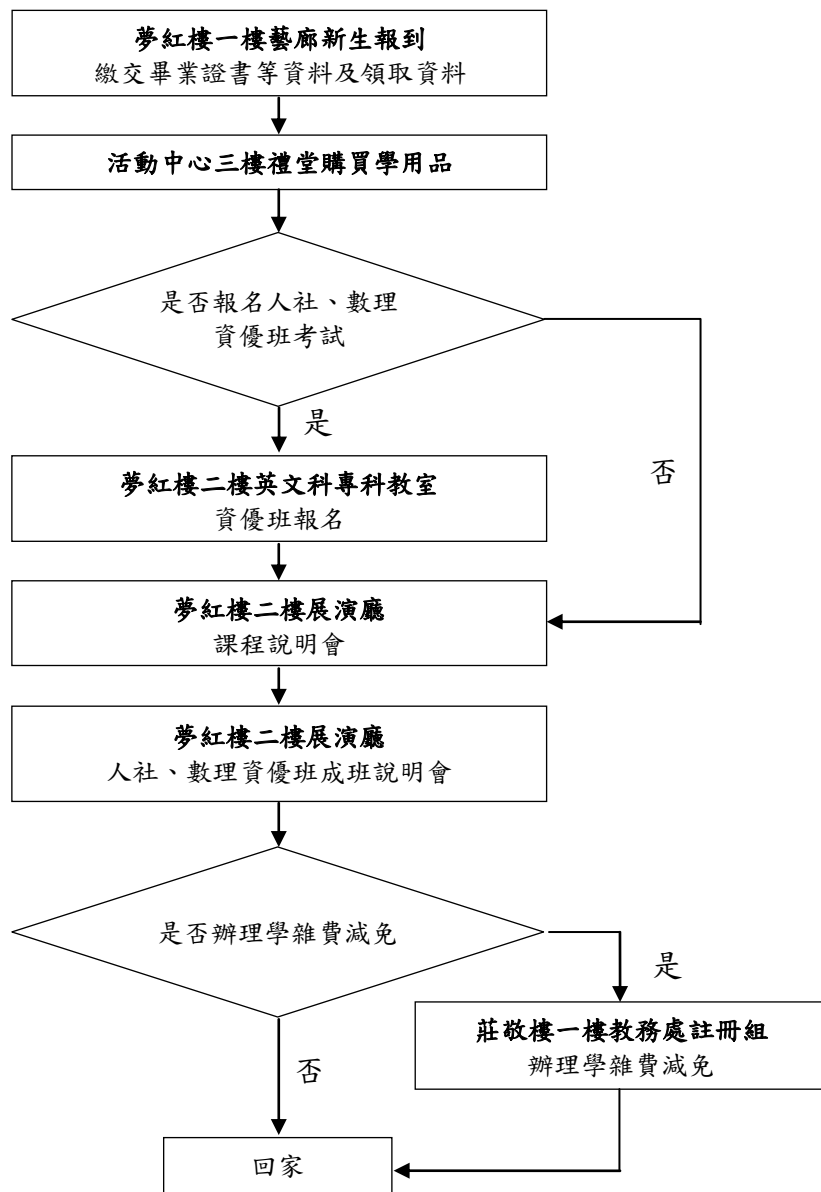 夢紅樓一樓藝廊新生報到
繳交畢業證書等資料及領取資料
活動中心三樓禮堂購買學用品
是否報名人社、數理
資優班考試
是
否
夢紅樓二樓英文科專科教室
資優班報名
夢紅樓二樓展演廳
課程說明會
夢紅樓二樓展演廳
人社、數理資優班成班說明會
是否辦理學雜費減免
是
莊敬樓一樓教務處註冊組
辦理學雜費減免
否
回家